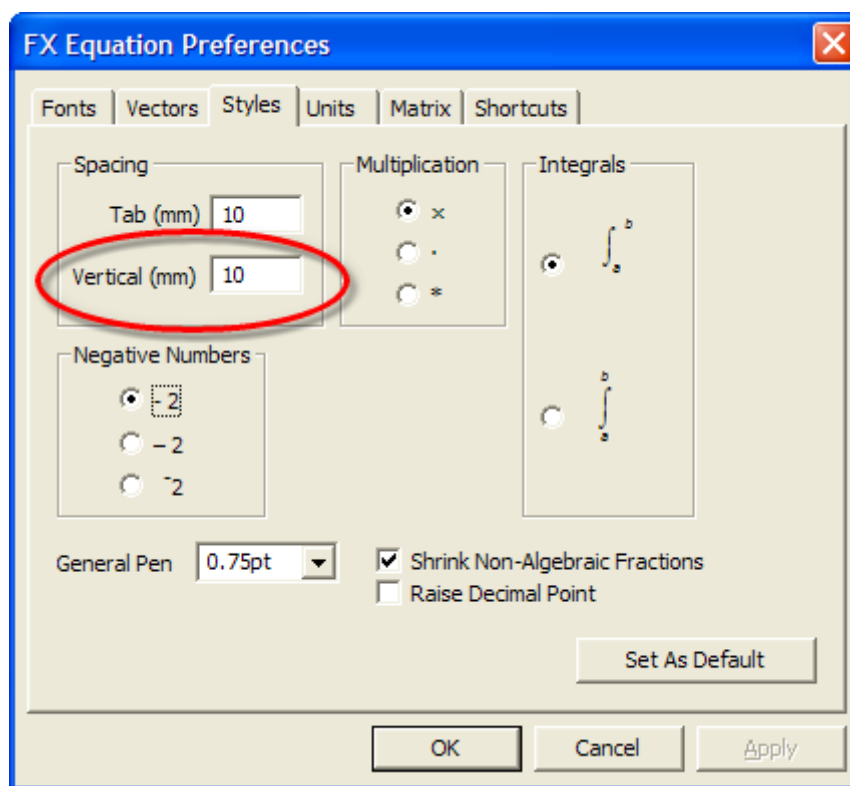 FX Equation Preferences
Fonts Vectors Styles Units Matrix Shortcuts
Spacing
Tab (mm) 10
Vertical (mm) 10
Multiplication
×
·
*
Integrals
∫ b a
b ∫ a
Negative Numbers
- 2
– 2
⁻2
General Pen 0.75pt
Shrink Non-Algebraic Fractions
Raise Decimal Point
Set As Default
OK Cancel Apply